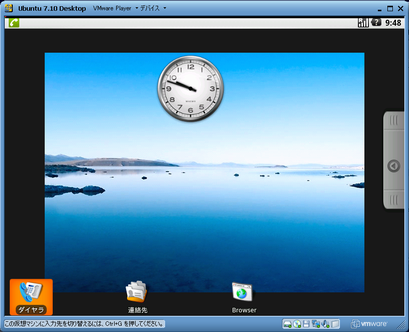 Ubuntu 7.10 Desktop VMware Player ▾ デバイス ▾
9:48
12
ダイヤラ 連絡先 Browser
この仮想マシンに入力先を切り替えるには、Ctrl+G を押してください。
vmware